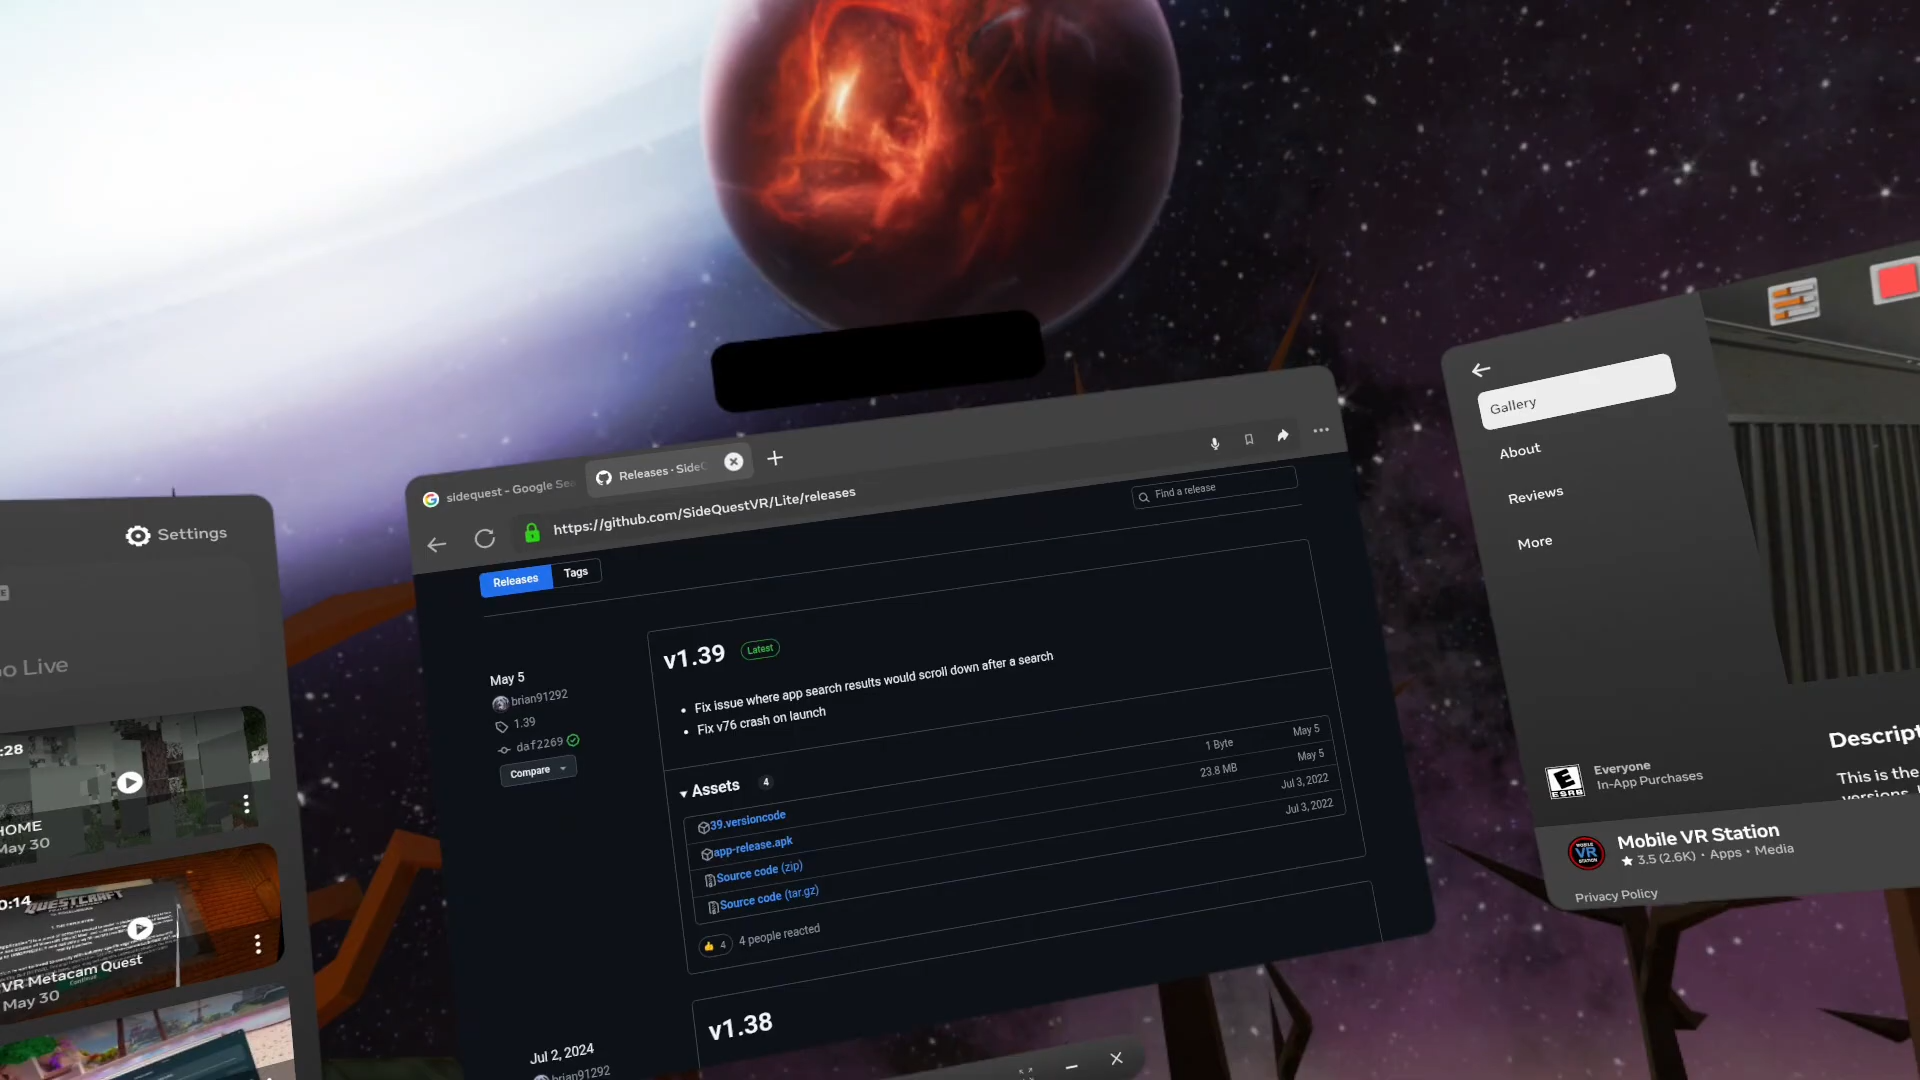 Settings
o Live
:28
HOME
May 30
0:14
QUESTCRAFT
VR Metacam Quest
May 30
sidequest - Google Sea
Releases · SideQ
https://github.com/SideQuestVR/Lite/releases
Find a release
Releases
Tags
May 5
brian91292
1.39
daf2269
Compare
v1.39
Latest
Fix issue where app search results would scroll down after a search
Fix v76 crash on launch
Assets 4
39.versioncode 1 Byte May 5
app-release.apk 23.8 MB May 5
Source code (zip) Jul 3, 2022
Source code (tar.gz) Jul 3, 2022
4
4 people reacted
v1.38
Jul 2, 2024
brian91292
Gallery
About
Reviews
More
E
ESRB
Everyone
In-App Purchases
Descript
This is the
versions.
MOBILE
VR
STATION
Mobile VR Station
3.5 (2.6K) • Apps • Media
Privacy Policy